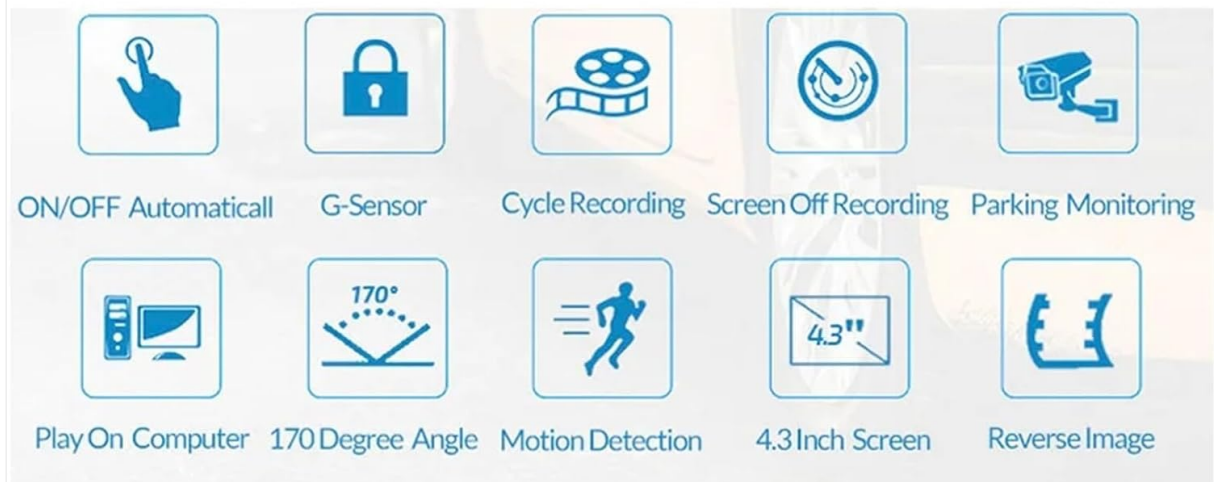 ON/OFF Automaticall
G-Sensor
Cycle Recording
Screen Off Recording
Parking Monitoring
170°
4.3"
Play On Computer
170 Degree Angle
Motion Detection
4.3 Inch Screen
Reverse Image